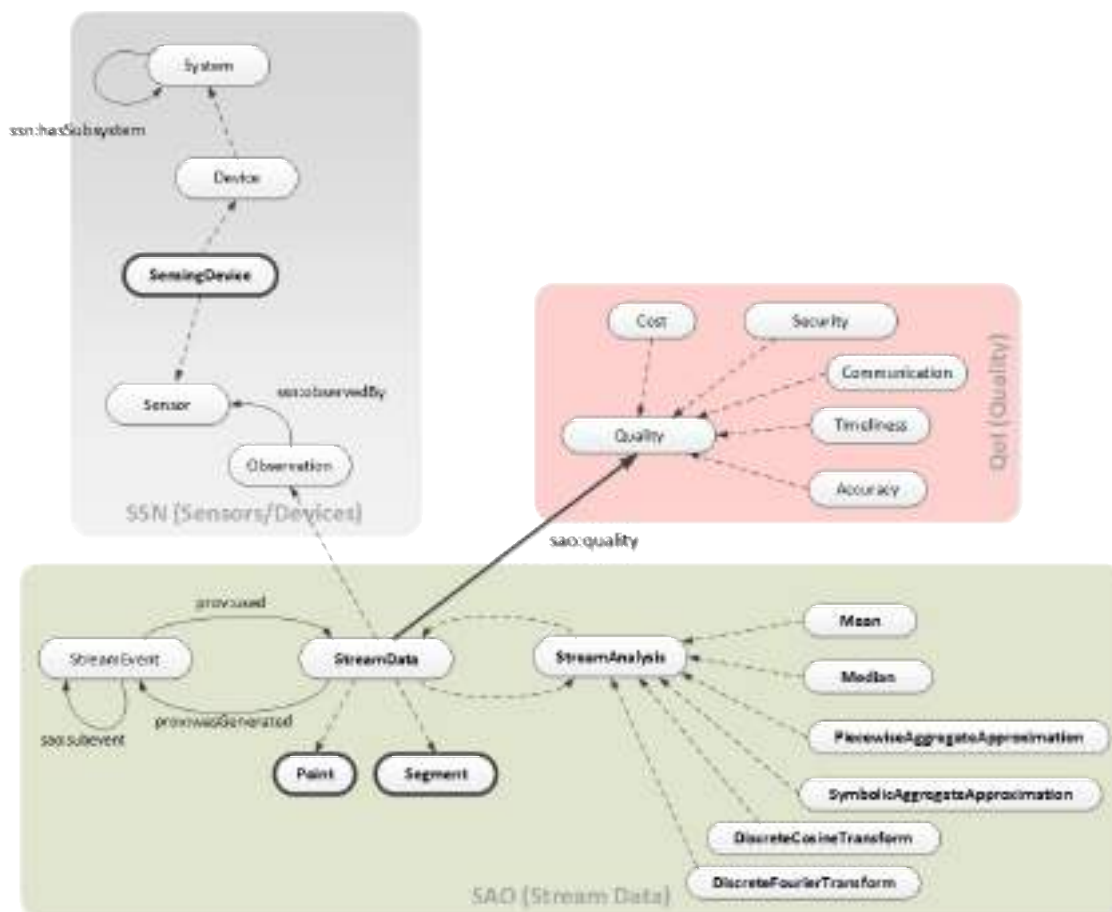 System
ssn:hasSubsystem
Device
SensingDevice
Sensor
ssn:observedBy
Observation
SSN (Sensors/Devices)
Cost
Security
Communication
Quality
Timeliness
Accuracy
QoI (Quality)
sao:quality
prov:used
StreamEvent
StreamData
StreamAnalysis
Mean
Median
prov:wasGenerated
sao:subevent
Point
Segment
PiecewiseAggregateApproximation
SymbolicAggregateApproximation
DiscreteCosineTransform
DiscreteFourierTransform
SAO (Stream Data)